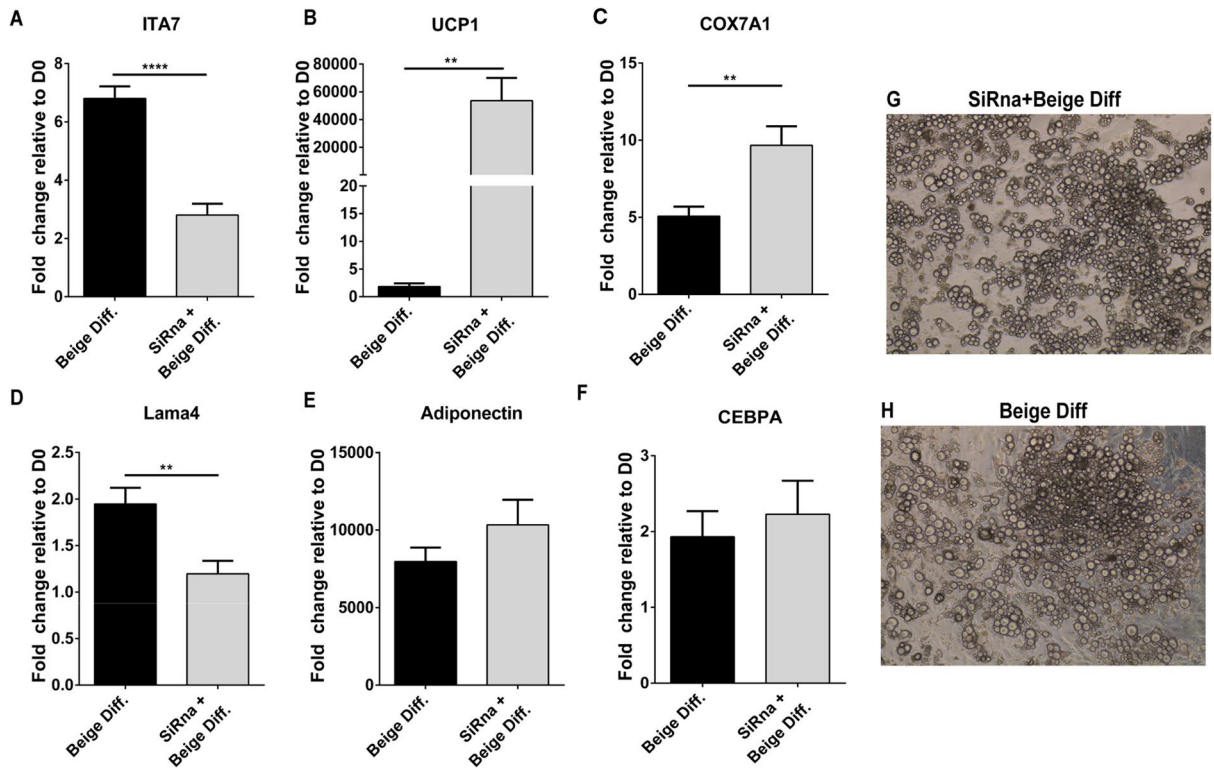 A
ITA7
Fold change relative to D0
8
6
4
2
0
****
Beige Diff.
SiRna +
Beige Diff.
B
UCP1
Fold change relative to D0
80000
60000
40000
20000
20
15
10
5
0
**
Beige Diff.
SiRna +
Beige Diff.
C
COX7A1
Fold change relative to D0
15
10
5
0
**
Beige Diff.
SiRna +
Beige Diff.
G
SiRna+Beige Diff
D
Lama4
Fold change relative to D0
2.5
2.0
1.5
1.0
0.5
0.0
**
Beige Diff.
SiRna +
Beige Diff.
E
Adiponectin
Fold change relative to D0
15000
10000
5000
0
Beige Diff.
SiRna +
Beige Diff.
F
CEBPA
Fold change relative to D0
3
2
1
0
Beige Diff.
SiRna +
Beige Diff.
H
Beige Diff